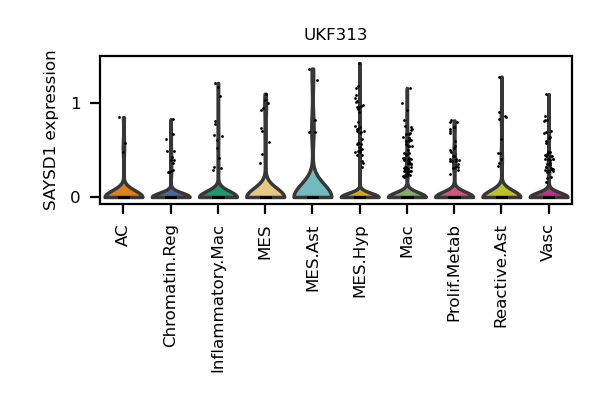 UKF313
SAYSD1 expression
1
0
AC
Chromatin.Reg
Inflammatory.Mac
MES
MES.Ast
MES.Hyp
Mac
Prolif.Metab
Reactive.Ast
Vasc